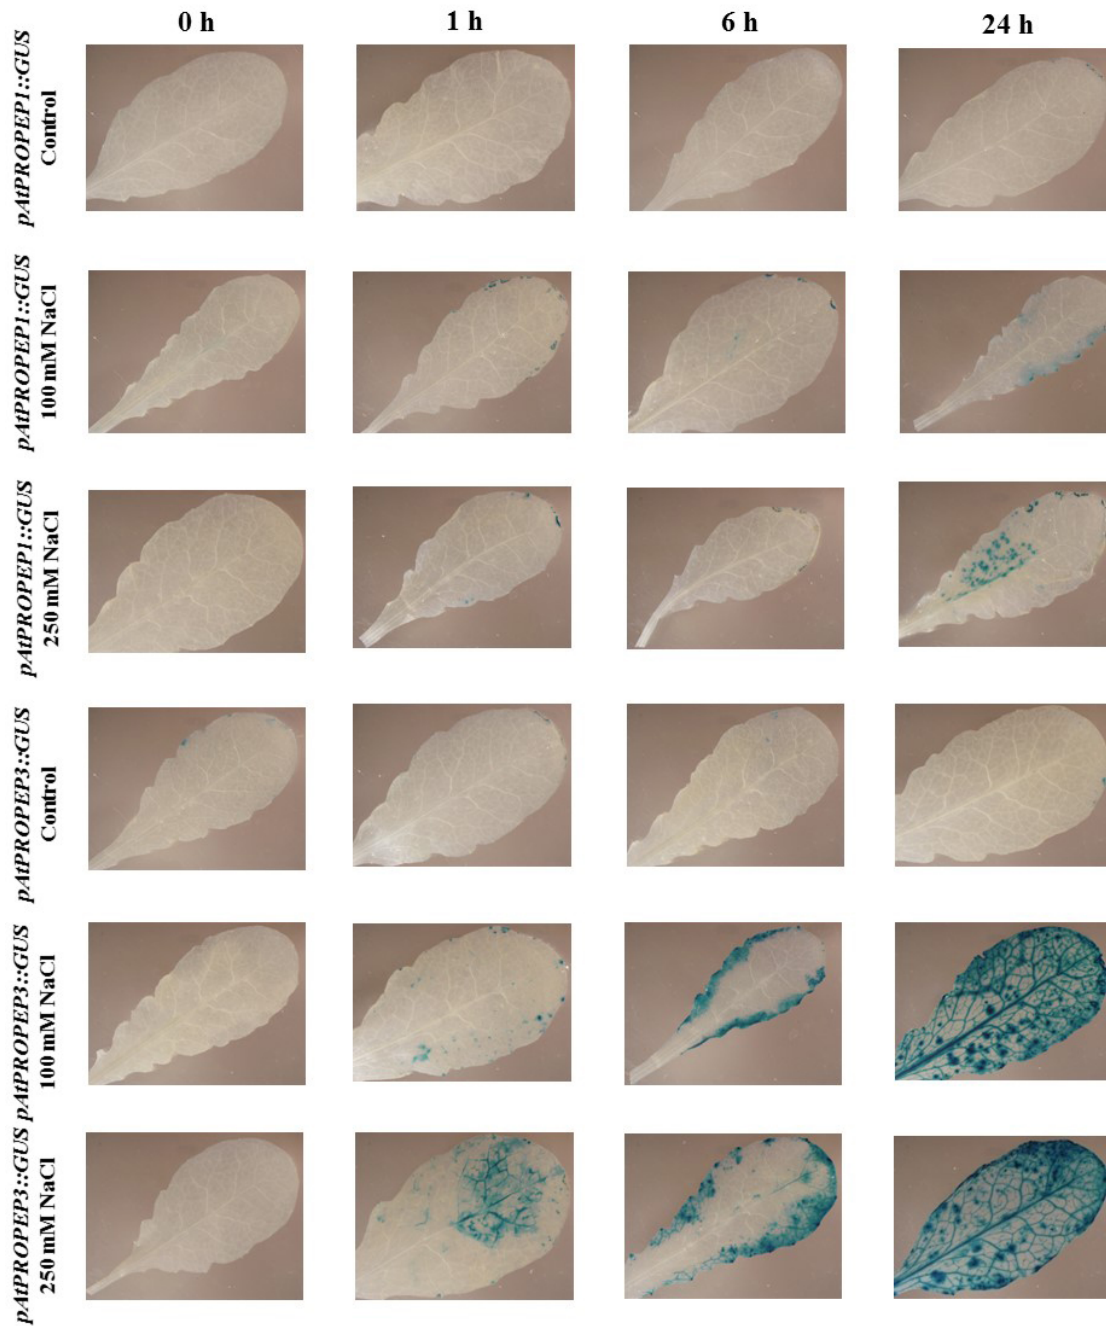 0 h 1 h 6 h 24 h
pAtPROPEP1::GUS
Control
pAtPROPEP1::GUS
100 mM NaCl
pAtPROPEP1::GUS
250 mM NaCl
pAtPROPEP3::GUS
Control
pAtPROPEP3::GUS
100 mM NaCl
pAtPROPEP3::GUS
250 mM NaCl